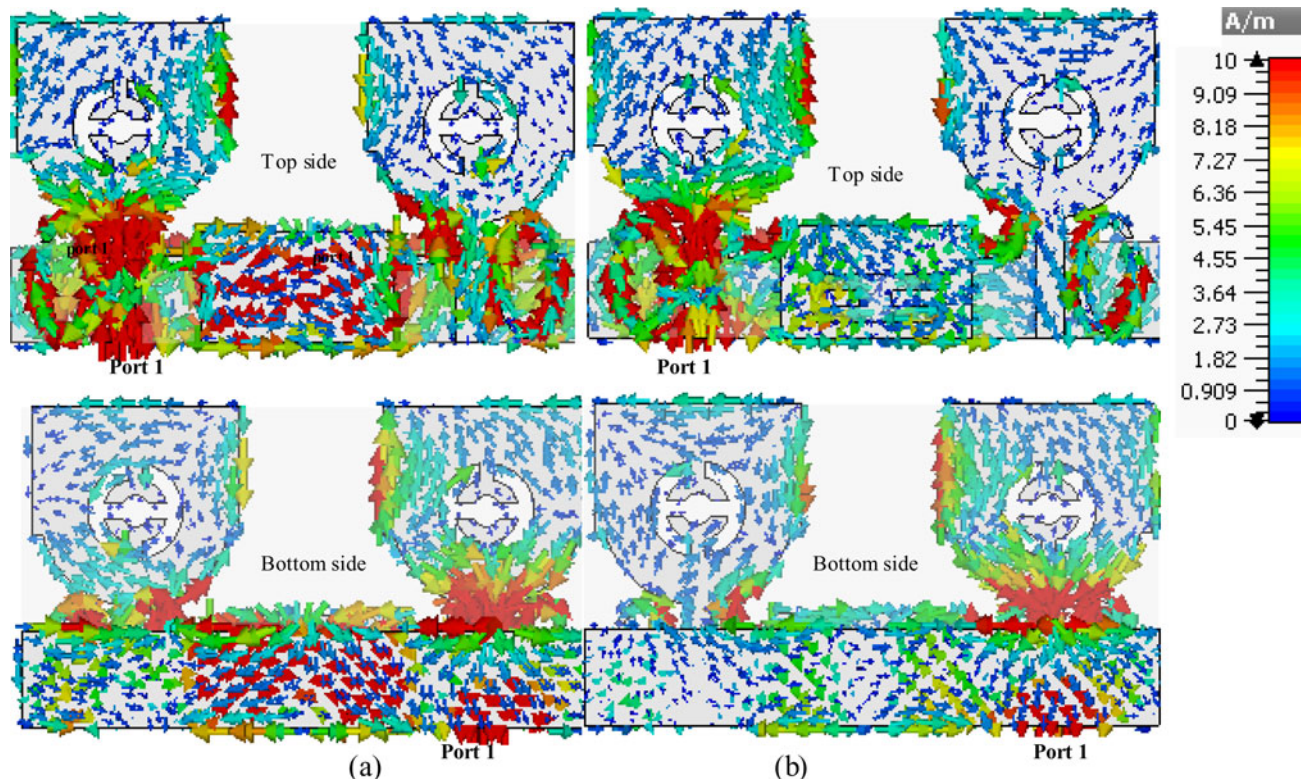 A/m
10
9.09
8.18
7.27
6.36
5.45
4.55
3.64
2.73
1.82
0.909
0
Top side
Top side
port 1
port 1
Port 1
Port 1
Bottom side
Bottom side
Port 1
Port 1
(a)
(b)